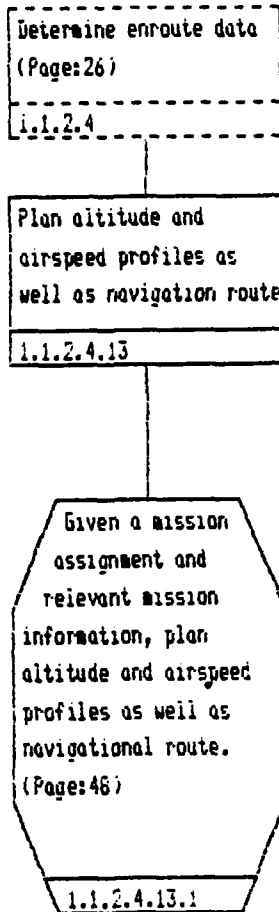 Determine enroute data
(Page:26)
1.1.2.4
Plan altitude and
airspeed profiles as
well as navigation route
1.1.2.4.13
Given a mission
assignment and
relevant mission
information, plan
altitude and airspeed
profiles as well as
navigational route.
(Page:48)
1.1.2.4.13.1